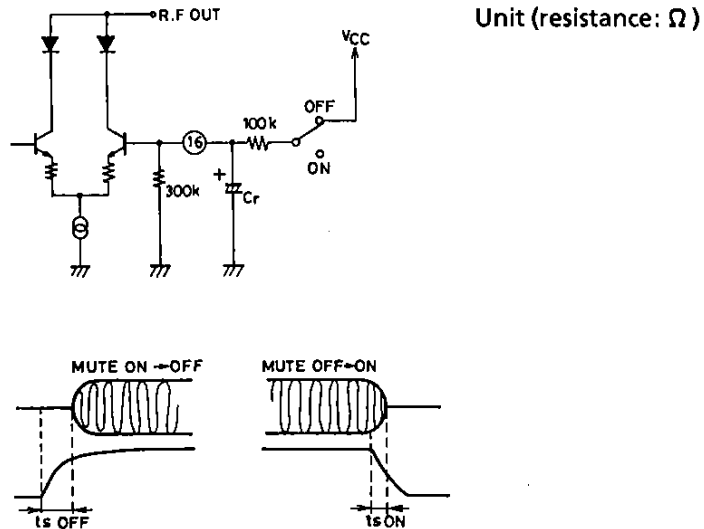 R.F OUT
Unit (resistance: Ω)
VCC
OFF
100k
16
ON
300k
+
Cr
MUTE ON → OFF
MUTE OFF → ON
ts OFF
ts ON